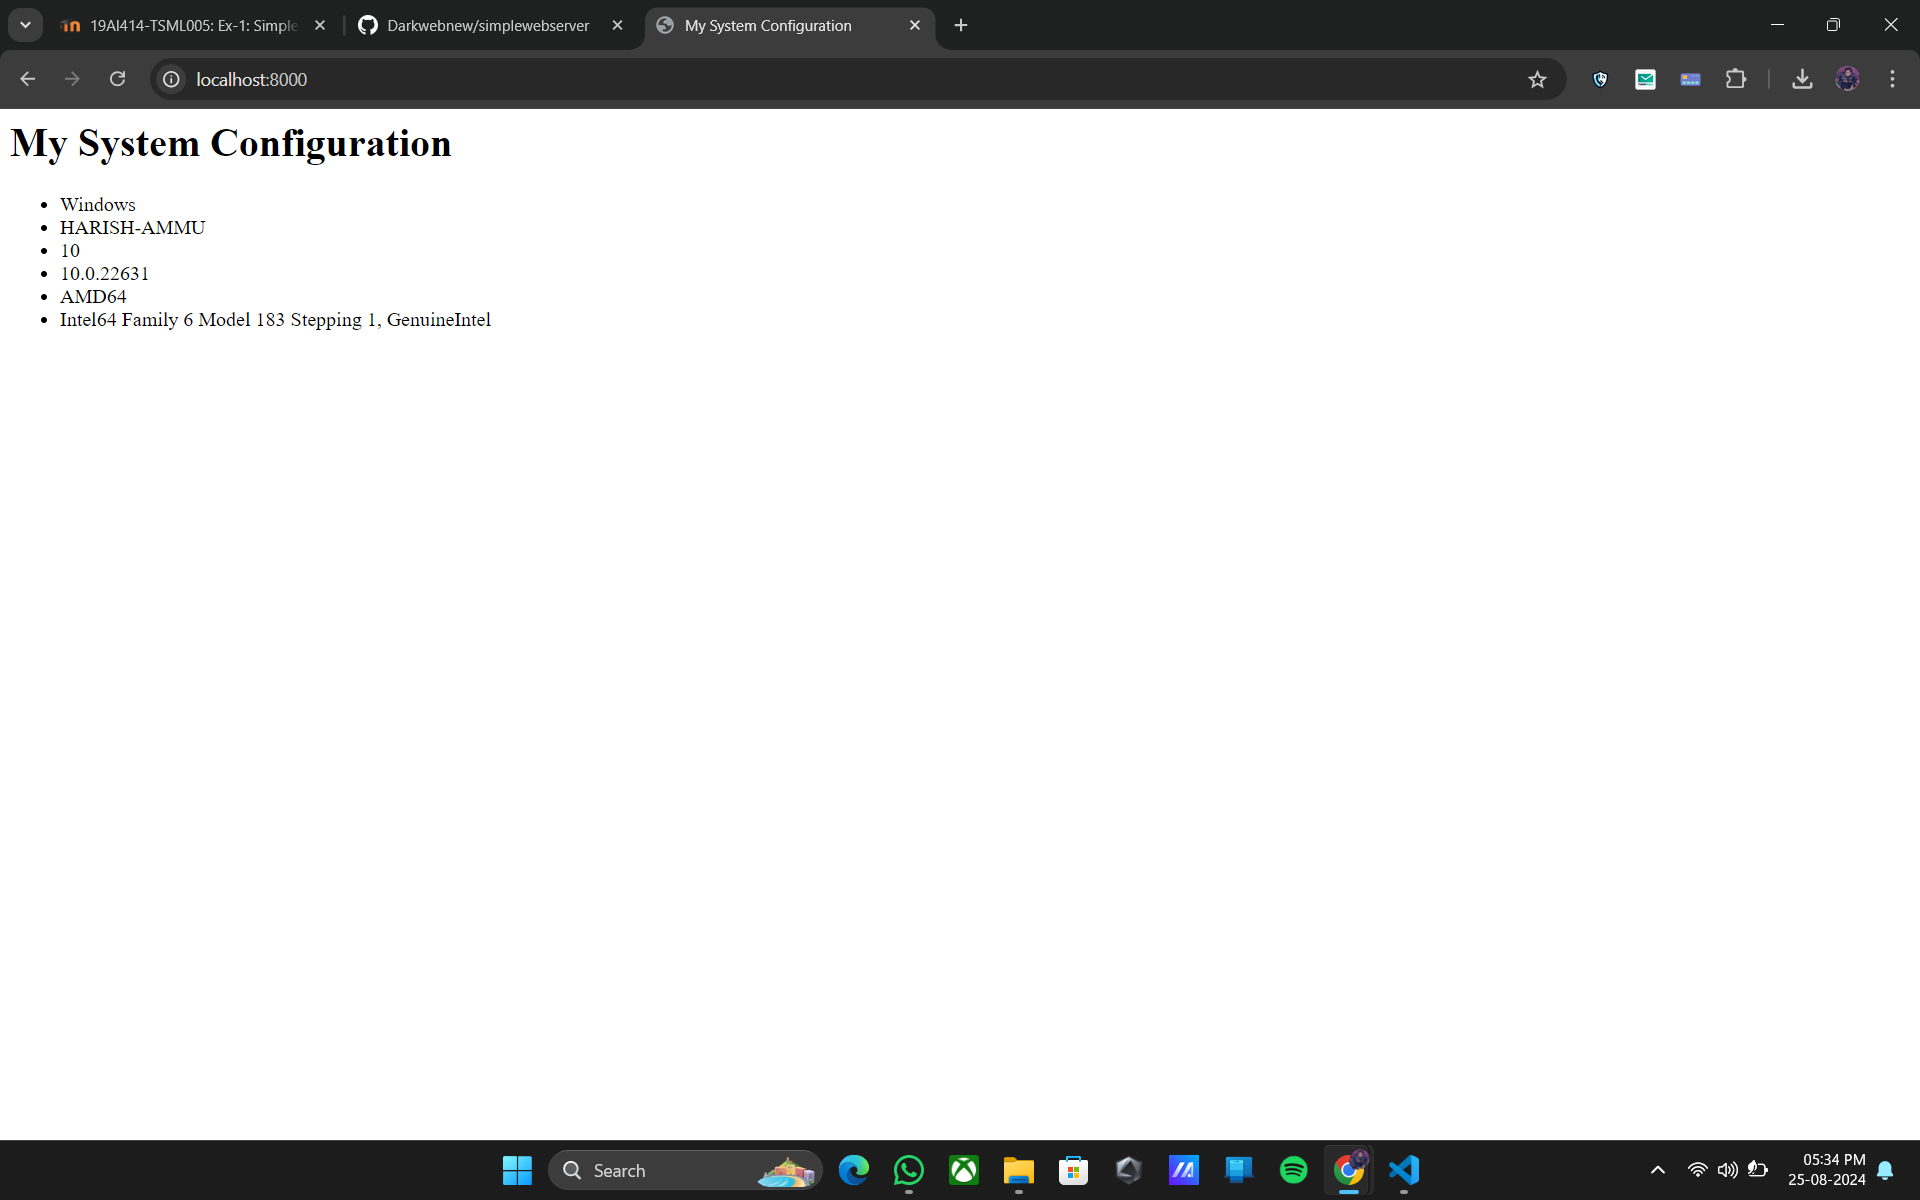 19AI414-TSML005: Ex-1: Simple
Darkwebnew/simplewebserver
My System Configuration
localhost:8000
My System Configuration
• Windows
• HARISH-AMMU
• 10
• 10.0.22631
• AMD64
• Intel64 Family 6 Model 183 Stepping 1, GenuineIntel
Search
05:34 PM
25-08-2024